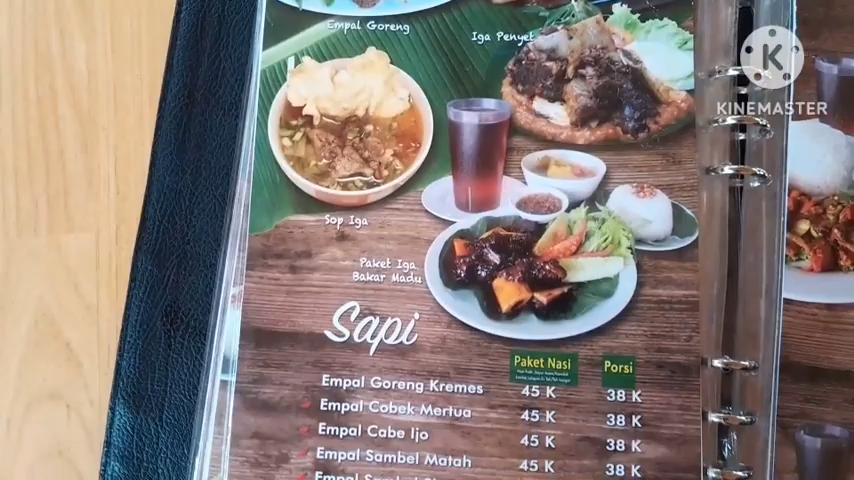 Empal Goreng
Iga Penyet
K
KINEMASTER
Sop Iga
Paket Iga
Bakar Madu
Sapi
Paket Nasi
Porsi
Empal Goreng Kremes 45 K 38 K
Empal Cobek Mertua 45 K 38 K
Empal Cabe Ijo 45 K 38 K
Empal Sambel Matah 45 K 38 K